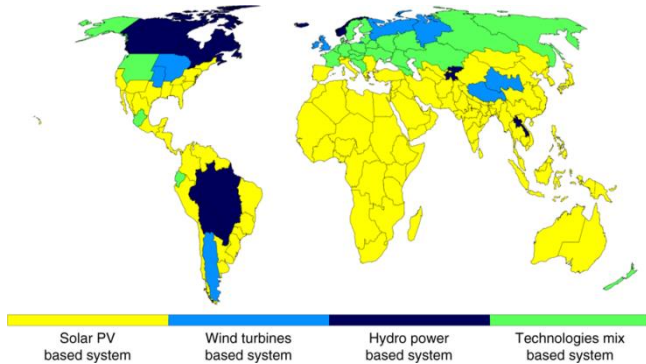 Solar PV
based system
Wind turbines
based system
Hydro power
based system
Technologies mix
based system